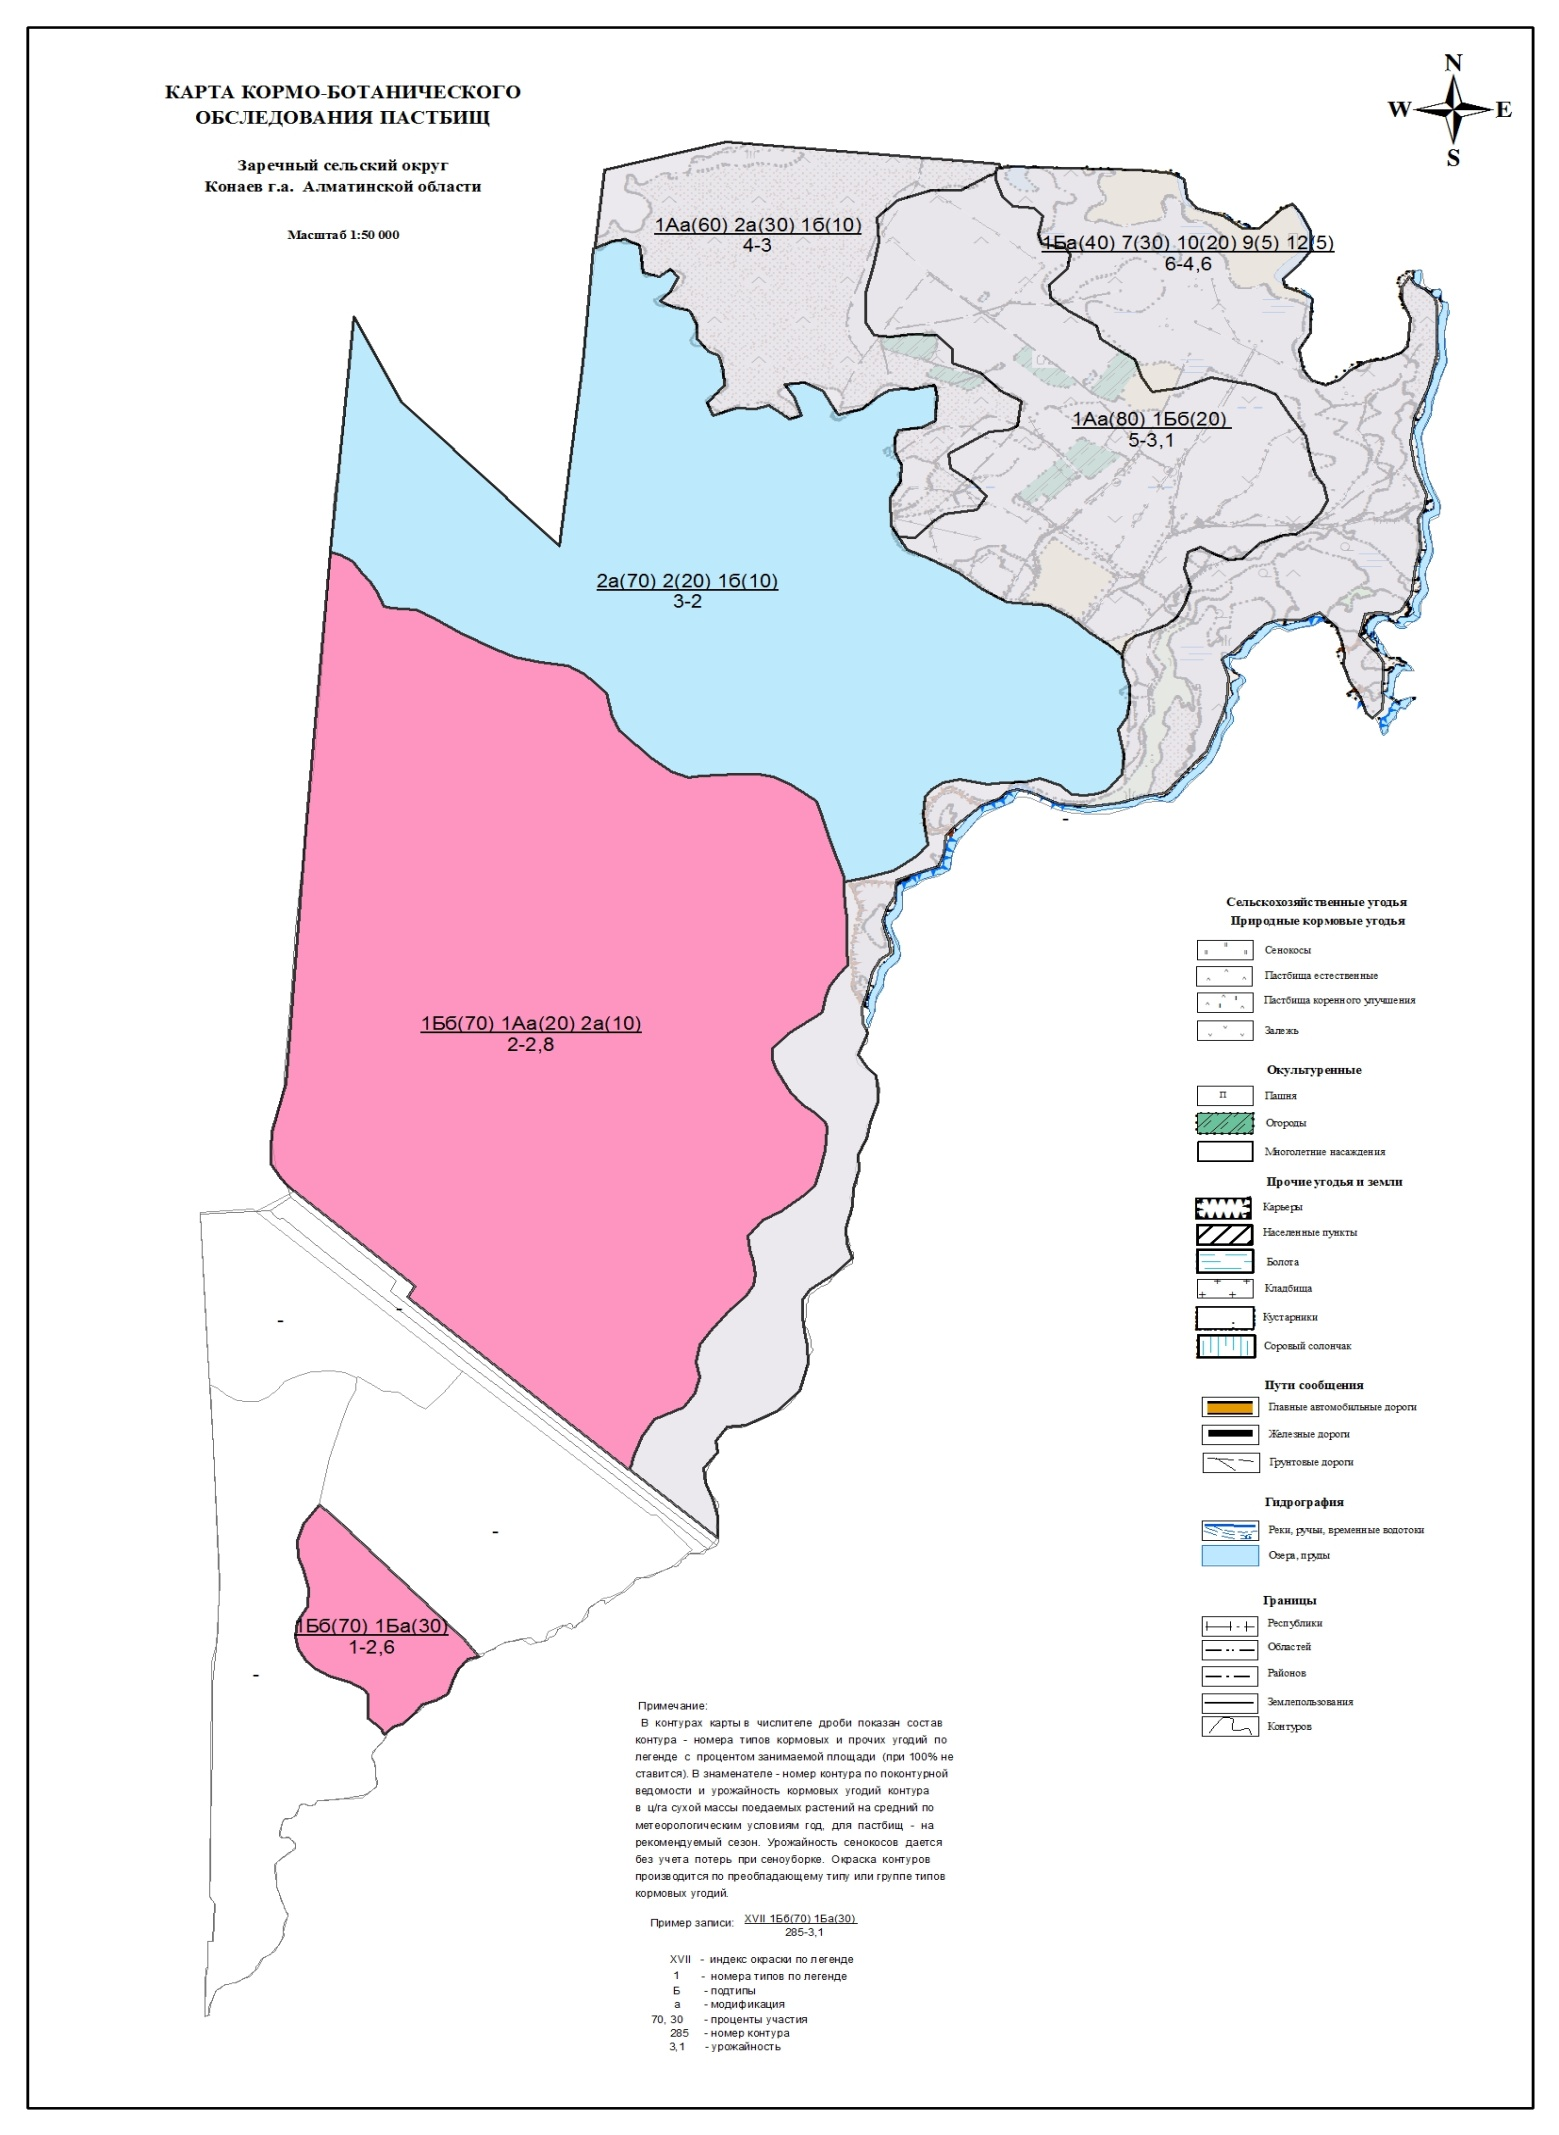 КАРТА КОРМО-БОТАНИЧЕСКОГО
ОБСЛЕДОВАНИЯ ПАСТБИЩ
Заречный сельский округ
Конаев г.а. Алматинской области
Масштаб 1:50 000
N
W E
S
1Аа(60) 2а(30) 1б(10)
4-3
1Ба(40) 7(30) 10(20) 9(5) 12(5)
6-4,6
1Аа(80) 1Бб(20)
5-3,1
2а(70) 2(20) 1б(10)
3-2
1Бб(70) 1Аа(20) 2а(10)
2-2,8
1Бб(70) 1Ба(30)
1-2,6
Сельскохозяйственные угодья
Природные кормовые угодья
Сенокосы
Пастбища естественные
Пастбища коренного улучшения
Залежь
Окультуренные
П Пашня
Огороды
Многолетние насаждения
Прочие угодья и земли
Карьеры
Населенные пункты
Болота
Кладбища
Кустарники
Соровый солончак
Пути сообщения
Главные автомобильные дороги
Железные дороги
Грунтовые дороги
Гидрография
Реки, ручьи, временные водотоки
Озера, пруды
Границы
Республики
Областей
Районов
Землепользования
Контуров
Примечание:
В контурах карты в числителе дроби показан состав
контура - номера типов кормовых и прочих угодий по
легенде с процентом занимаемой площади (при 100% не
ставится). В знаменателе - номер контура по поконтурной
ведомости и урожайность кормовых угодий контура
в ц/га сухой массы поедаемых растений на средний по
метеорологическим условиям год, для пастбищ - на
рекомендуемый сезон. Урожайность сенокосов дается
без учета потерь при сеноуборке. Окраска контуров
производится по преобладающему типу или группе типов
кормовых угодий.
Пример записи: XVII 1Бб(70) 1Ба(30)
285-3,1
XVII - индекс окраски по легенде
1 - номера типов по легенде
Б - подтипы
а - модификация
70, 30 - проценты участия
285 - номер контура
3,1 - урожайность